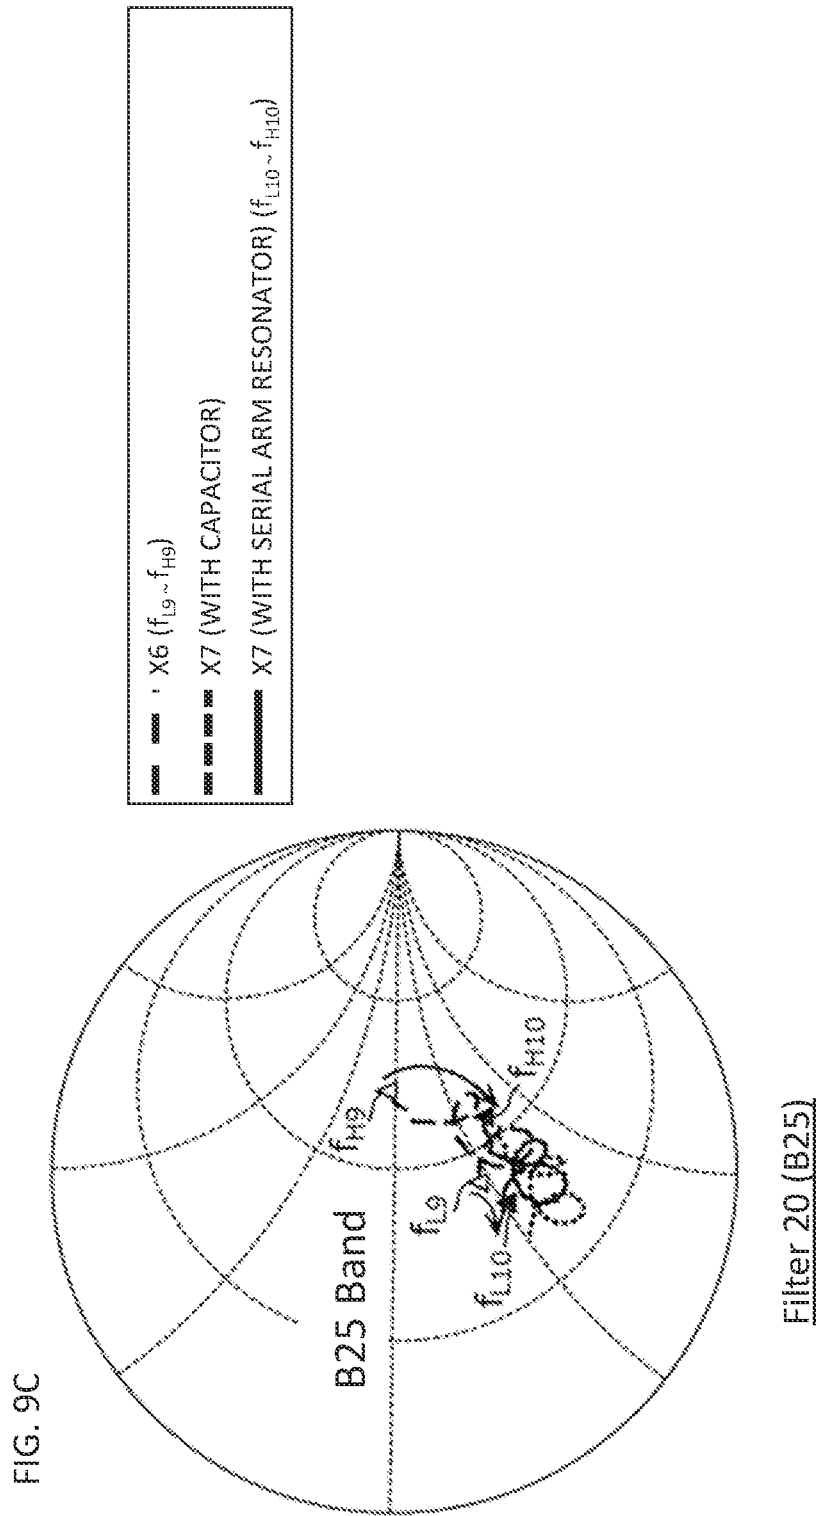 FIG. 9C
X6 (fL9 ~ fH9)
X7 (WITH CAPACITOR)
X7 (WITH SERIAL ARM RESONATOR) (fL10 ~ fH10)
B25 Band
fH9
fL9
fL10
fH10
Filter 20 (B25)